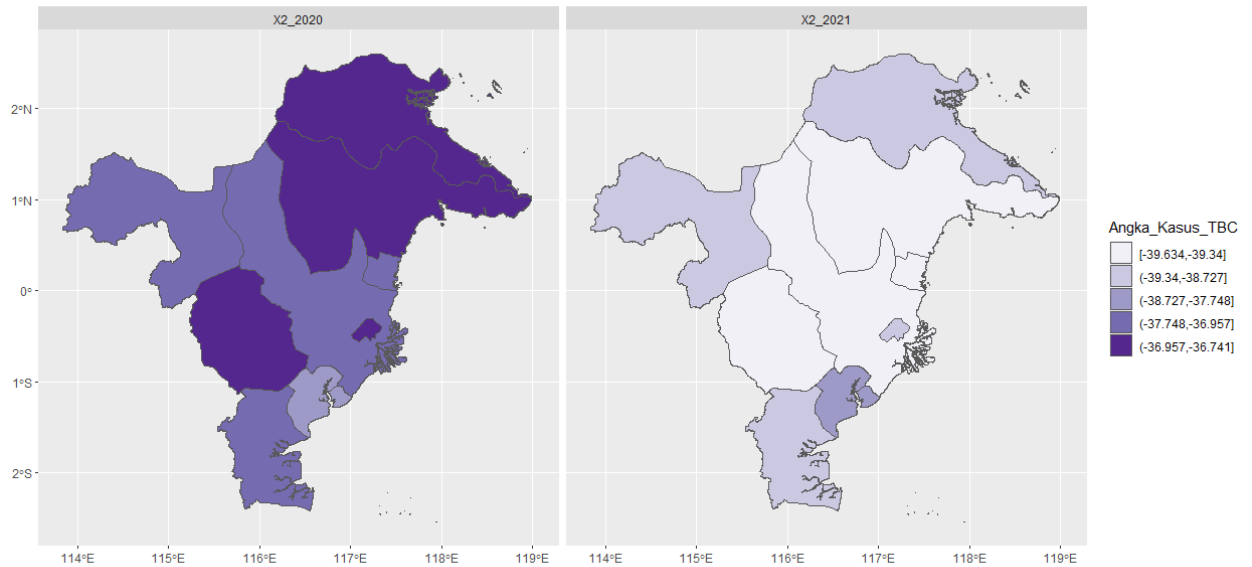 X2_2020
X2_2021
2°N
1°N
0°
1°S
2°S
114°E
115°E
116°E
117°E
118°E
119°E
114°E
115°E
116°E
117°E
118°E
119°E
Angka_Kasus_TBC
[-39.634,-39.34]
(-39.34,-38.727]
(-38.727,-37.748]
(-37.748,-36.957]
(-36.957,-36.741]